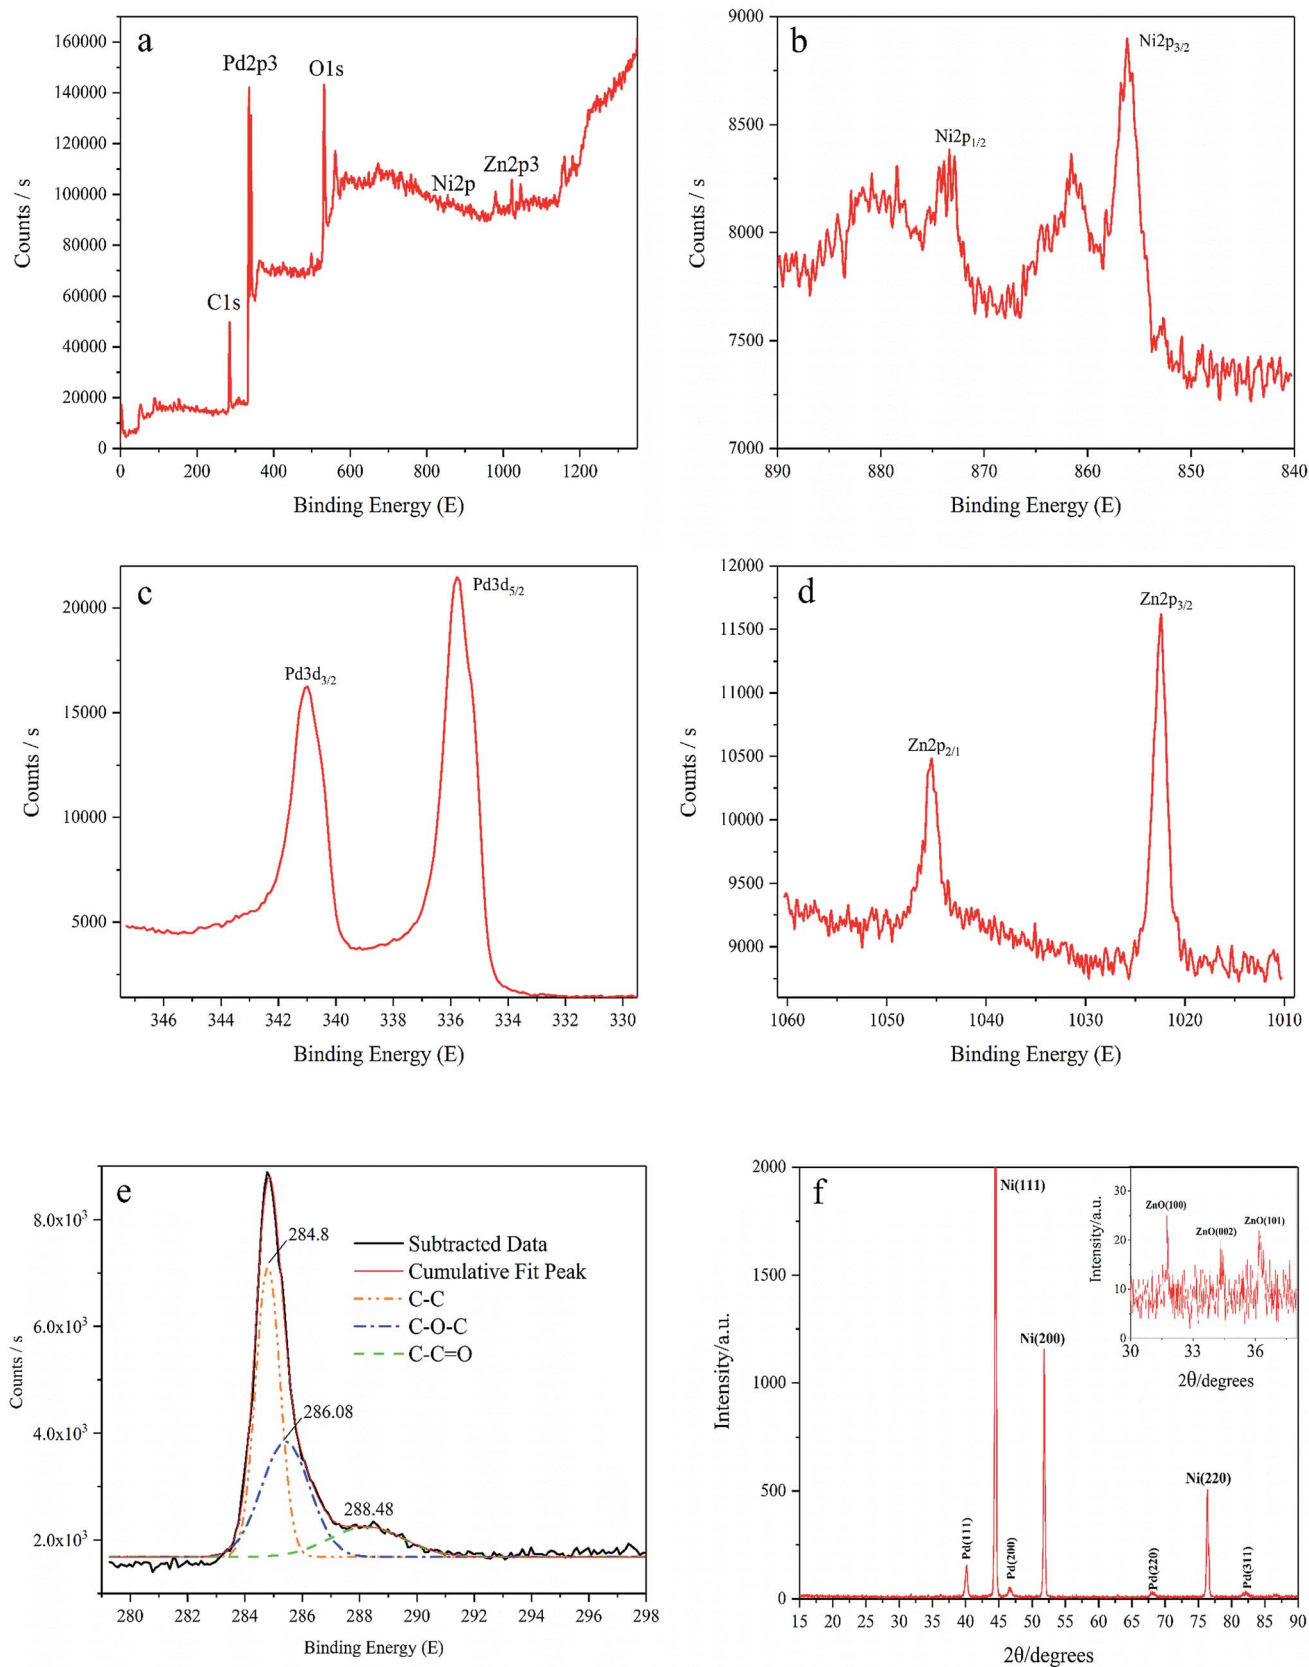 a
160000
140000
120000
100000
80000
60000
40000
20000
0
Pd2p3
O1s
C1s
Ni2p
Zn2p3
0 200 400 600 800 1000 1200
Counts / s
Binding Energy (E)
b
9000
8500
8000
7500
7000
Ni2p3/2
Ni2p1/2
890 880 870 860 850 840
Counts / s
Binding Energy (E)
c
20000
15000
10000
5000
Pd3d5/2
Pd3d3/2
346 344 342 340 338 336 334 332 330
Counts / s
Binding Energy (E)
d
12000
11500
11000
10500
10000
9500
9000
Zn2p3/2
Zn2p2/1
1060 1050 1040 1030 1020 1010
Counts / s
Binding Energy (E)
e
8.0x10³
6.0x10³
4.0x10³
2.0x10³
284.8
286.08
288.48
Subtracted Data
Cumulative Fit Peak
C-C
C-O-C
C-C=O
280 282 284 286 288 290 292 294 296 298
Counts / s
Binding Energy (E)
f
2000
1500
1000
500
0
Ni(111)
Ni(200)
Ni(220)
Pd(111)
Pd(200)
Pd(220)
Pd(311)
15 20 25 30 35 40 45 50 55 60 65 70 75 80 85 90
Intensity/a.u.
2θ/degrees
30
20
10
0
ZnO(100)
ZnO(002)
ZnO(101)
30 33 36
Intensity/a.u.
2θ/degrees